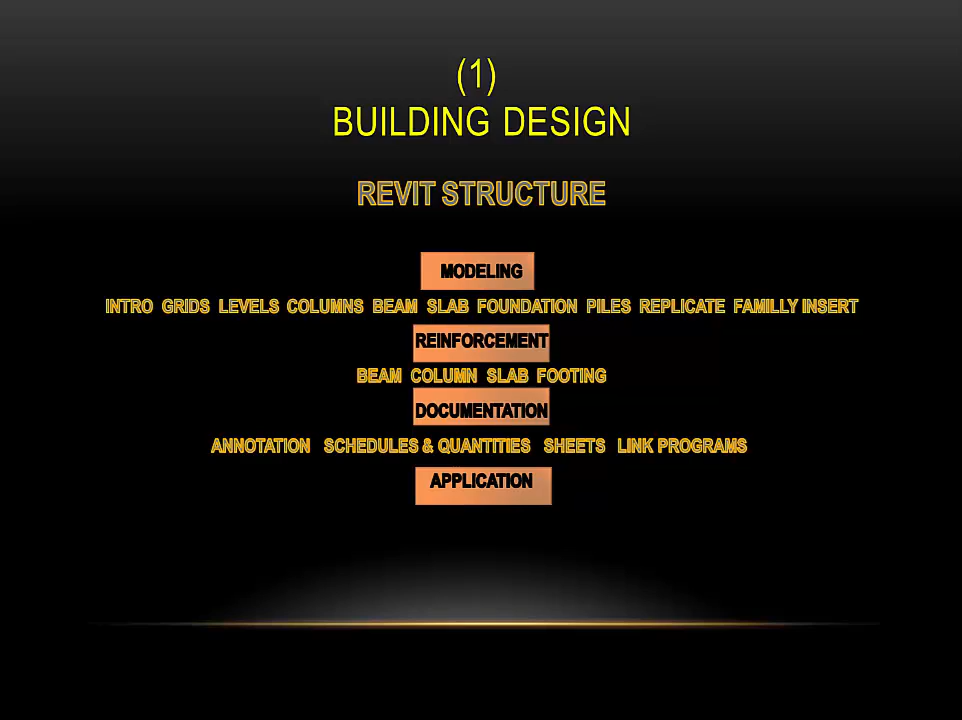 (1)
BUILDING DESIGN
REVIT STRUCTURE
MODELING
INTRO GRIDS LEVELS COLUMNS BEAM SLAB FOUNDATION PILES REPLICATE FAMILLY INSERT
REINFORCEMENT
BEAM COLUMN SLAB FOOTING
DOCUMENTATION
ANNOTATION SCHEDULES & QUANTITIES SHEETS LINK PROGRAMS
APPLICATION